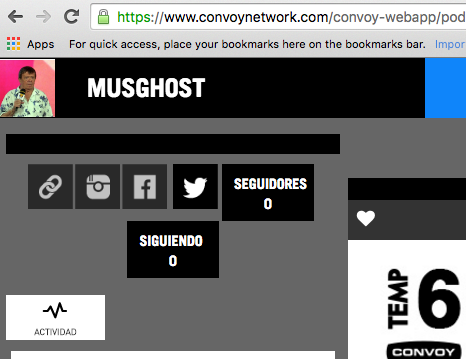 https://www.convoynetwork.com/convoy-webapp/pod
Apps For quick access, place your bookmarks here on the bookmarks bar. Impor
MUSGHOST
SEGUIDORES
0
SIGUIENDO
0
ACTIVIDAD
TEMP 6
CONVOY